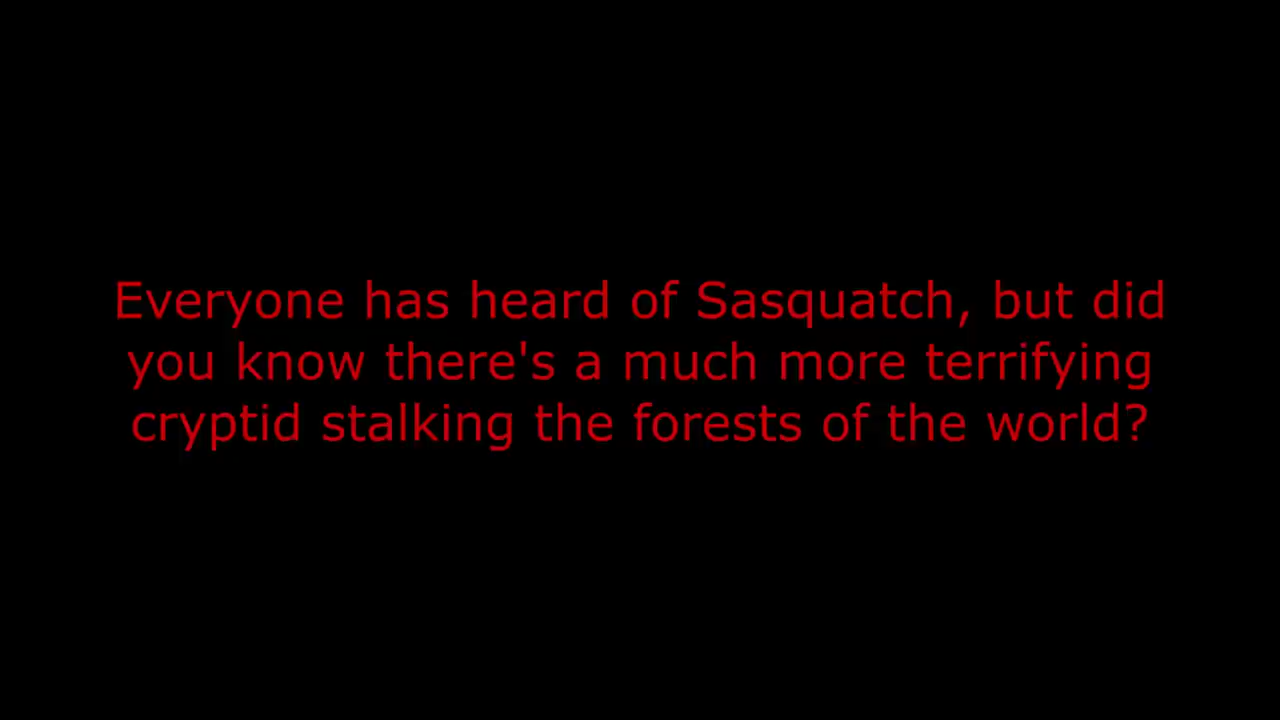 Everyone has heard of Sasquatch, but did
you know there's a much more terrifying
cryptid stalking the forests of the world?